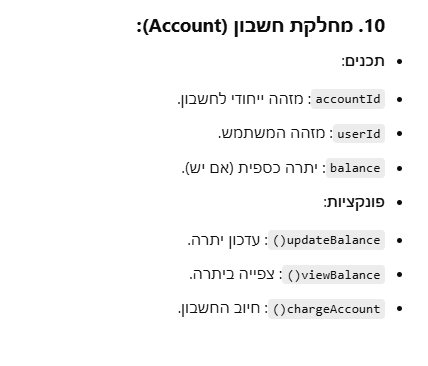 10. מחלקת חשבון (Account):
• תכנים:
• accountId: מזהה ייחודי לחשבון.
• userId: מזהה המשתמש.
• balance: יתרה כספית (אם יש).
• פונקציות:
• updateBalance(): עדכון יתרה.
• viewBalance(): צפייה ביתרה.
• chargeAccount(): חיוב החשבון.